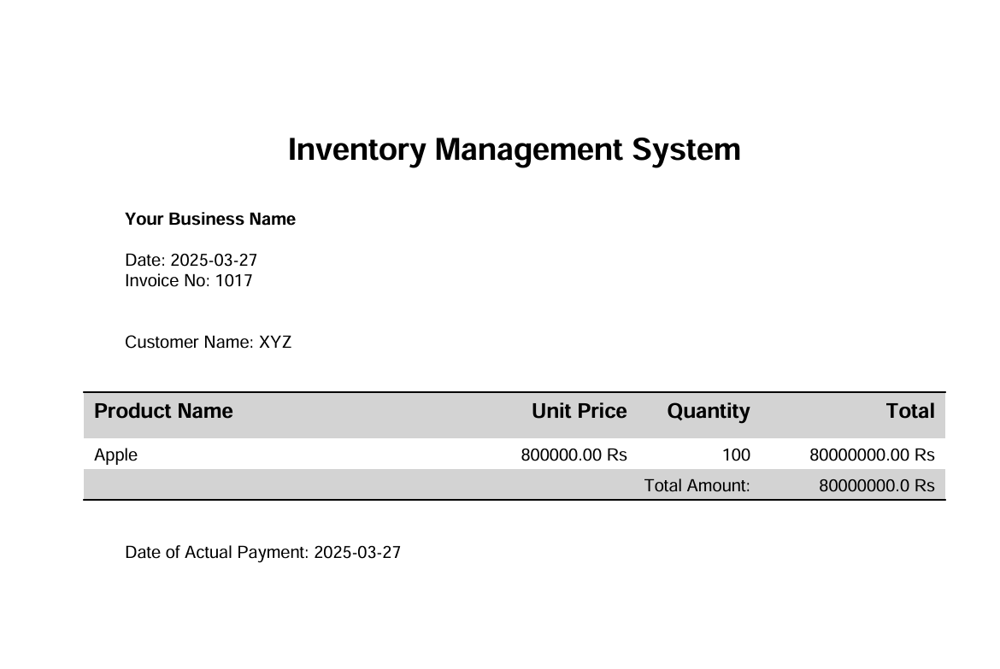 Inventory Management System
Your Business Name
Date: 2025-03-27
Invoice No: 1017
Customer Name: XYZ
Product Name Unit Price Quantity Total
Apple 800000.00 Rs 100 80000000.00 Rs
Total Amount: 80000000.0 Rs
Date of Actual Payment: 2025-03-27